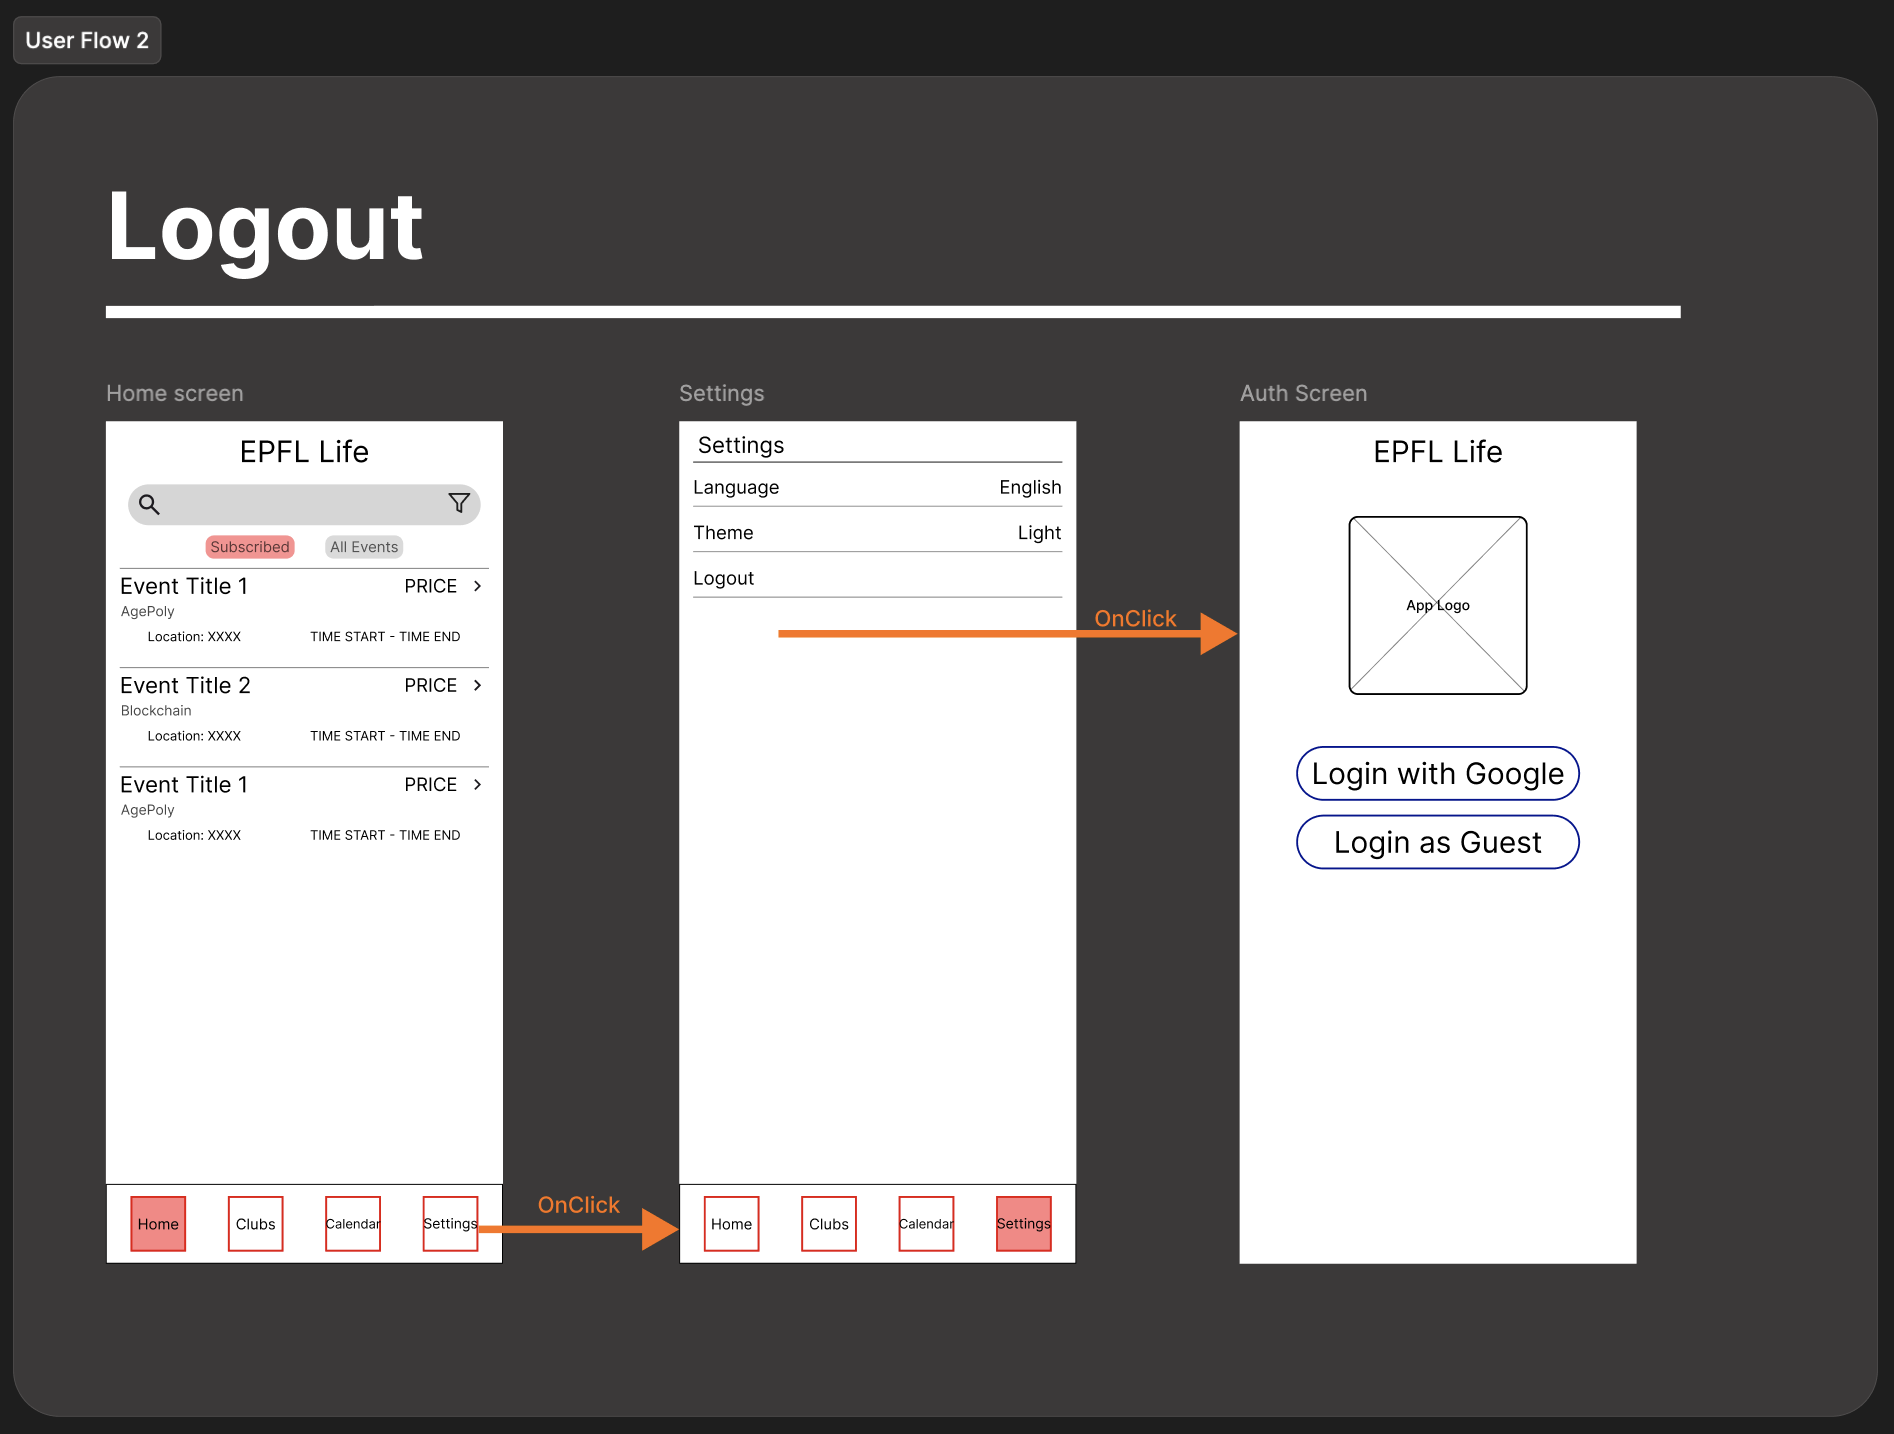 User Flow 2
Logout
Home screen
EPFL Life
Subscribed
All Events
Event Title 1
PRICE
AgePoly
Location: XXXX
TIME START - TIME END
Event Title 2
PRICE
Blockchain
Location: XXXX
TIME START - TIME END
Event Title 1
PRICE
AgePoly
Location: XXXX
TIME START - TIME END
Home
Clubs
Calendar
Settings
OnClick
Settings
Settings
Language
English
Theme
Light
Logout
OnClick
Home
Clubs
Calendar
Settings
Auth Screen
EPFL Life
App Logo
Login with Google
Login as Guest